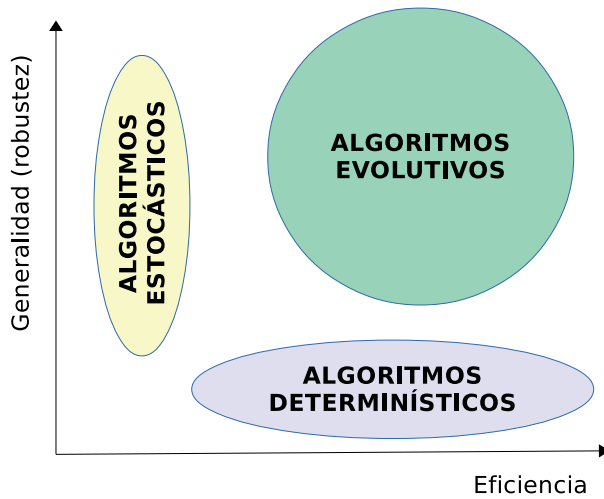 Generalidad (robustez)
ALGORITMOS
ESTOCÁSTICOS
ALGORITMOS
EVOLUTIVOS
ALGORITMOS
DETERMINÍSTICOS
Eficiencia